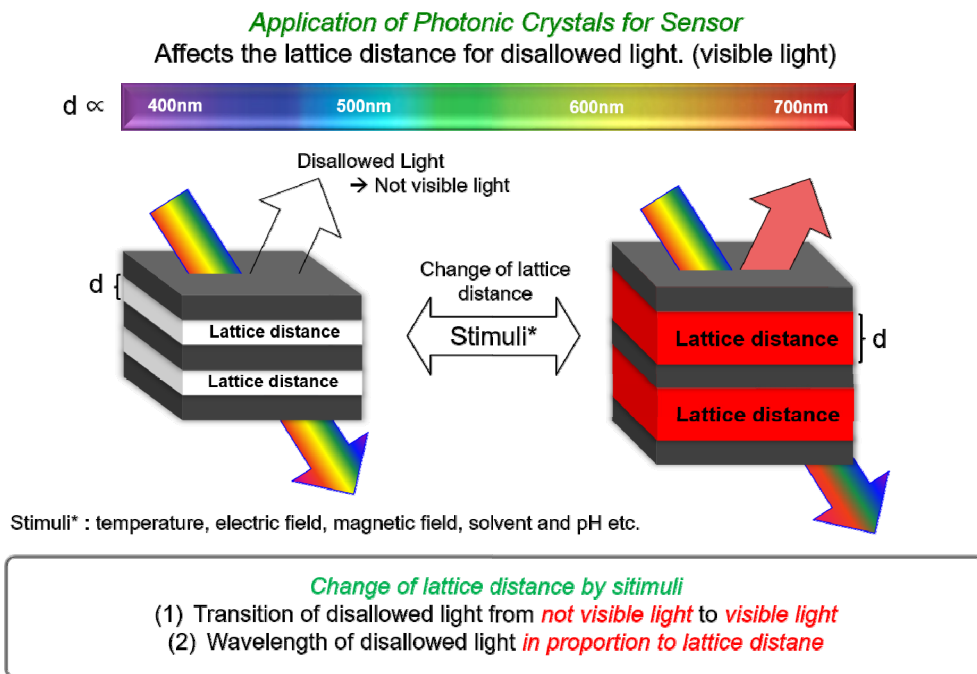 Application of Photonic Crystals for Sensor
Affects the lattice distance for disallowed light. (visible light)
d ∝ 400nm 500nm 600nm 700nm
Disallowed Light
→ Not visible light
Change of lattice
distance
Stimuli*
d
Lattice distance
Lattice distance
Lattice distance
d
Lattice distance
Stimuli* : temperature, electric field, magnetic field, solvent and pH etc.
Change of lattice distance by sitimuli
(1) Transition of disallowed light from not visible light to visible light
(2) Wavelength of disallowed light in proportion to lattice distane